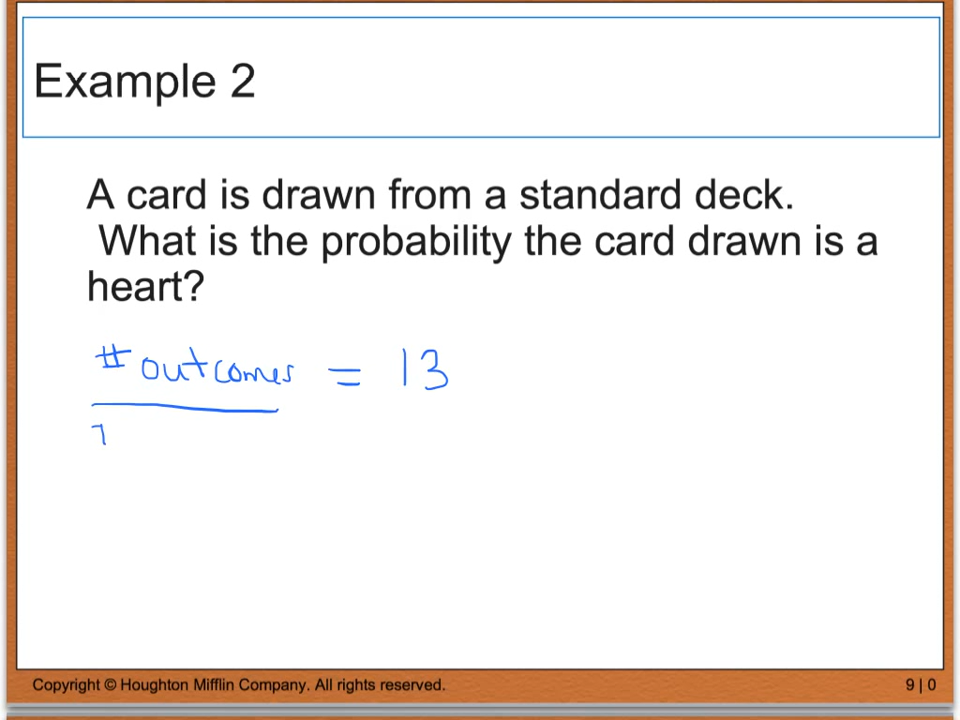 Example 2
A card is drawn from a standard deck.
What is the probability the card drawn is a
heart?
# outcomes = 13
Copyright © Houghton Mifflin Company. All rights reserved.
9 | 0